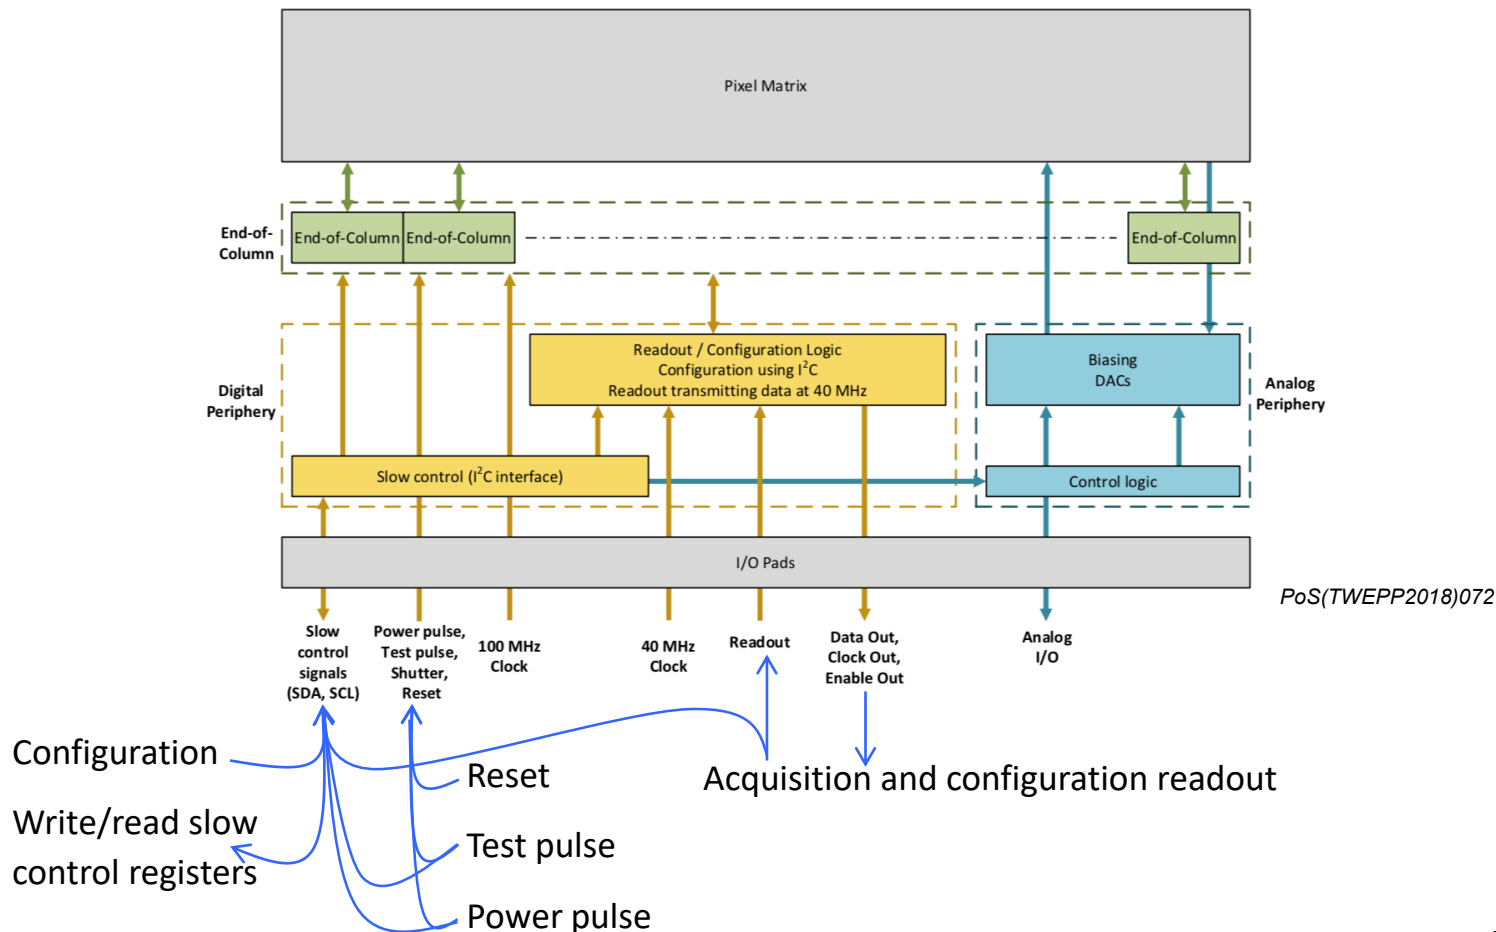 Pixel Matrix
End-of-
Column
End-of-Column
End-of-Column
End-of-Column
Digital
Periphery
Readout / Configuration Logic
Configuration using I²C
Readout transmitting data at 40 MHz
Biasing
DACs
Analog
Periphery
Slow control (I²C interface)
Control logic
I/O Pads
PoS(TWEPP2018)072
Slow
control
signals
(SDA, SCL)
Power pulse,
Test pulse,
Shutter,
Reset
100 MHz
Clock
40 MHz
Clock
Readout
Data Out,
Clock Out,
Enable Out
Analog
I/O
Configuration
Reset
Acquisition and configuration readout
Write/read slow
control registers
Test pulse
Power pulse